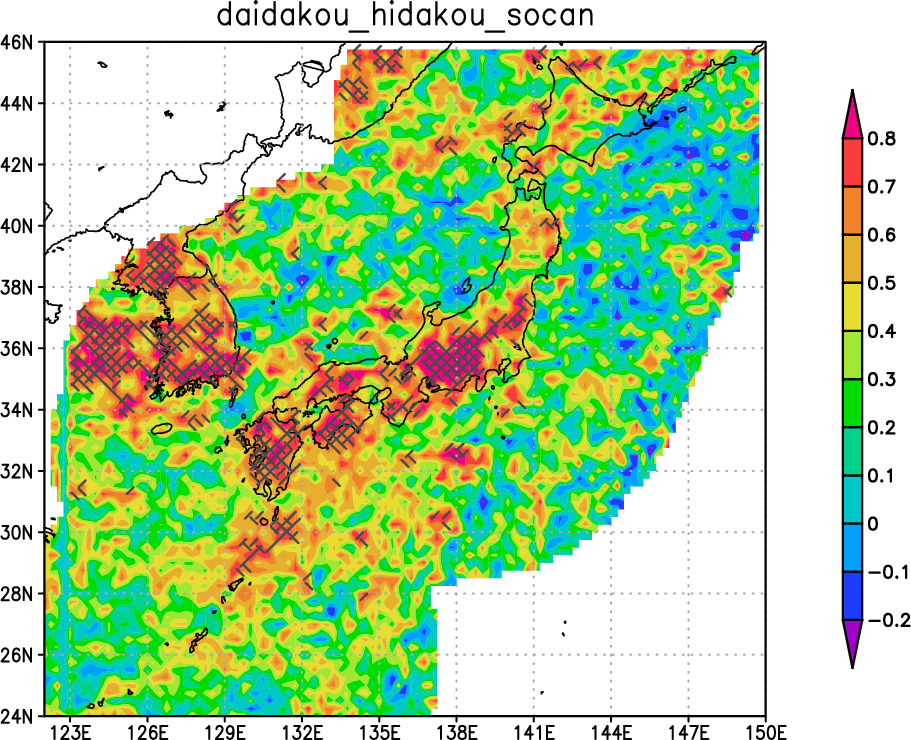 daidakou_hidakou_socan
46N
44N
42N
40N
38N
36N
34N
32N
30N
28N
26N
24N
123E 126E 129E 132E 135E 138E 141E 144E 147E 150E
0.8
0.7
0.6
0.5
0.4
0.3
0.2
0.1
0
-0.1
-0.2